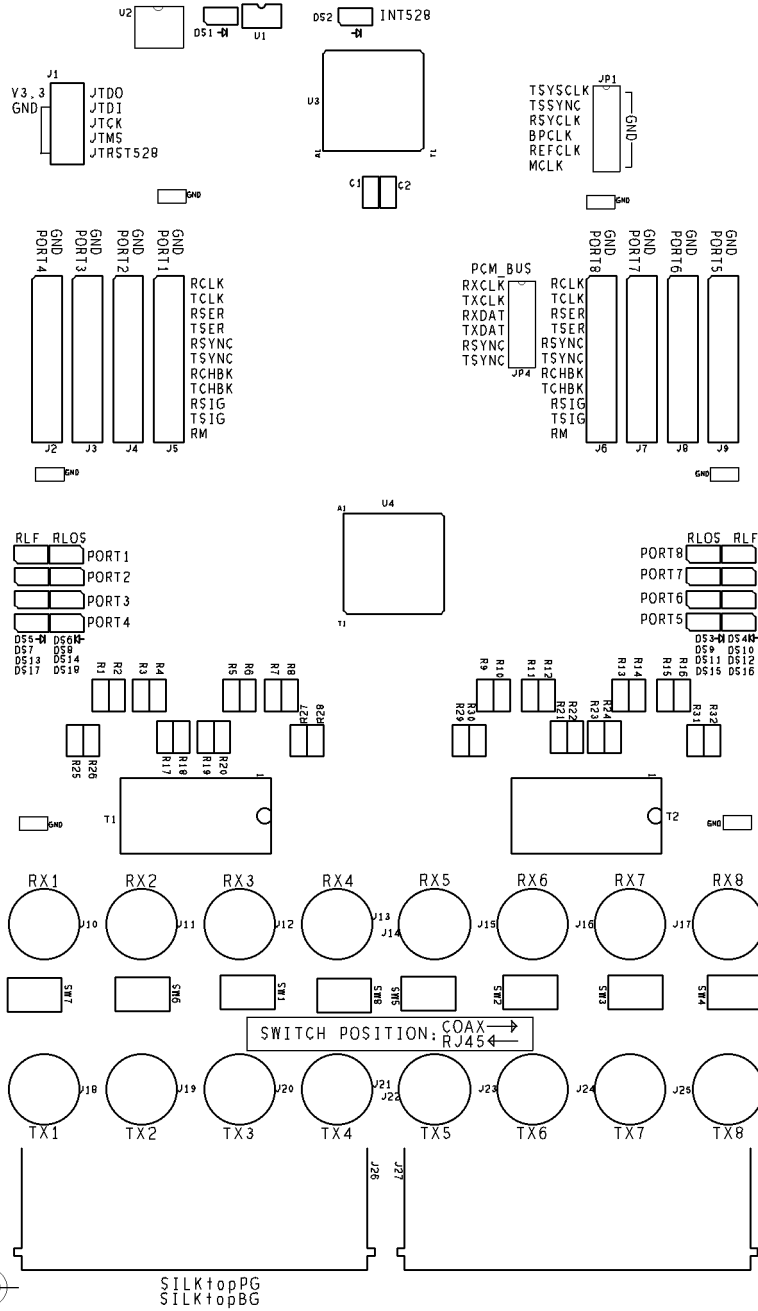 U2
DS1
U1
DS2 INT528
J1
V3.3
GND
JTDO
JTDI
JTCK
JTMS
JTRST528
U3
A1
T1
JP1
TSYSCLK
TSSYNC
RSYCLK
BPCLK
REFCLK
MCLK
GND
C1
C2
GND
GND
PORT4 GND
PORT3 GND
PORT2 GND
PORT1 GND
RCLK
TCLK
RSER
TSER
RSYNC
TSYNC
RCHBK
TCHBK
RSIG
TSIG
RM
J2
J3
J4
J5
PCM_BUS
RXCLK
TXCLK
RXDAT
TXDAT
RSYNC
TSYNC
JP4
PORT8 GND
PORT7 GND
PORT6 GND
PORT5 GND
RCLK
TCLK
RSER
TSER
RSYNC
TSYNC
RCHBK
TCHBK
RSIG
TSIG
RM
J6
J7
J8
J9
GND
GND
A1
U4
T1
RLF RLOS
PORT1
PORT2
PORT3
PORT4
DS5 DS6
DS7 DS8
DS13 DS14
DS17 DS18
RLOS RLF
PORT8
PORT7
PORT6
PORT5
DS3 DS4
DS9 DS10
DS11 DS12
DS15 DS16
R1
R2
R3
R4
R5
R6
R7
R8
R27
R28
R9
R10
R11
R12
R13
R14
R15
R16
R25
R26
R17
R18
R19
R20
R29
R30
R21
R22
R23
R24
R31
R32
GND
T1
1
1
T2
GND
RX1 RX2 RX3 RX4 RX5 RX6 RX7 RX8
J10
J11
J12
J13
J14
J15
J16
J17
SW7
SW6
SW1
SW8
SW5
SW2
SW3
SW4
SWITCH POSITION: COAX
RJ45
J18
J19
J20
J21
J22
J23
J24
J25
TX1 TX2 TX3 TX4 TX5 TX6 TX7 TX8
J26
J27
SILKtopPG
SILKtopBG